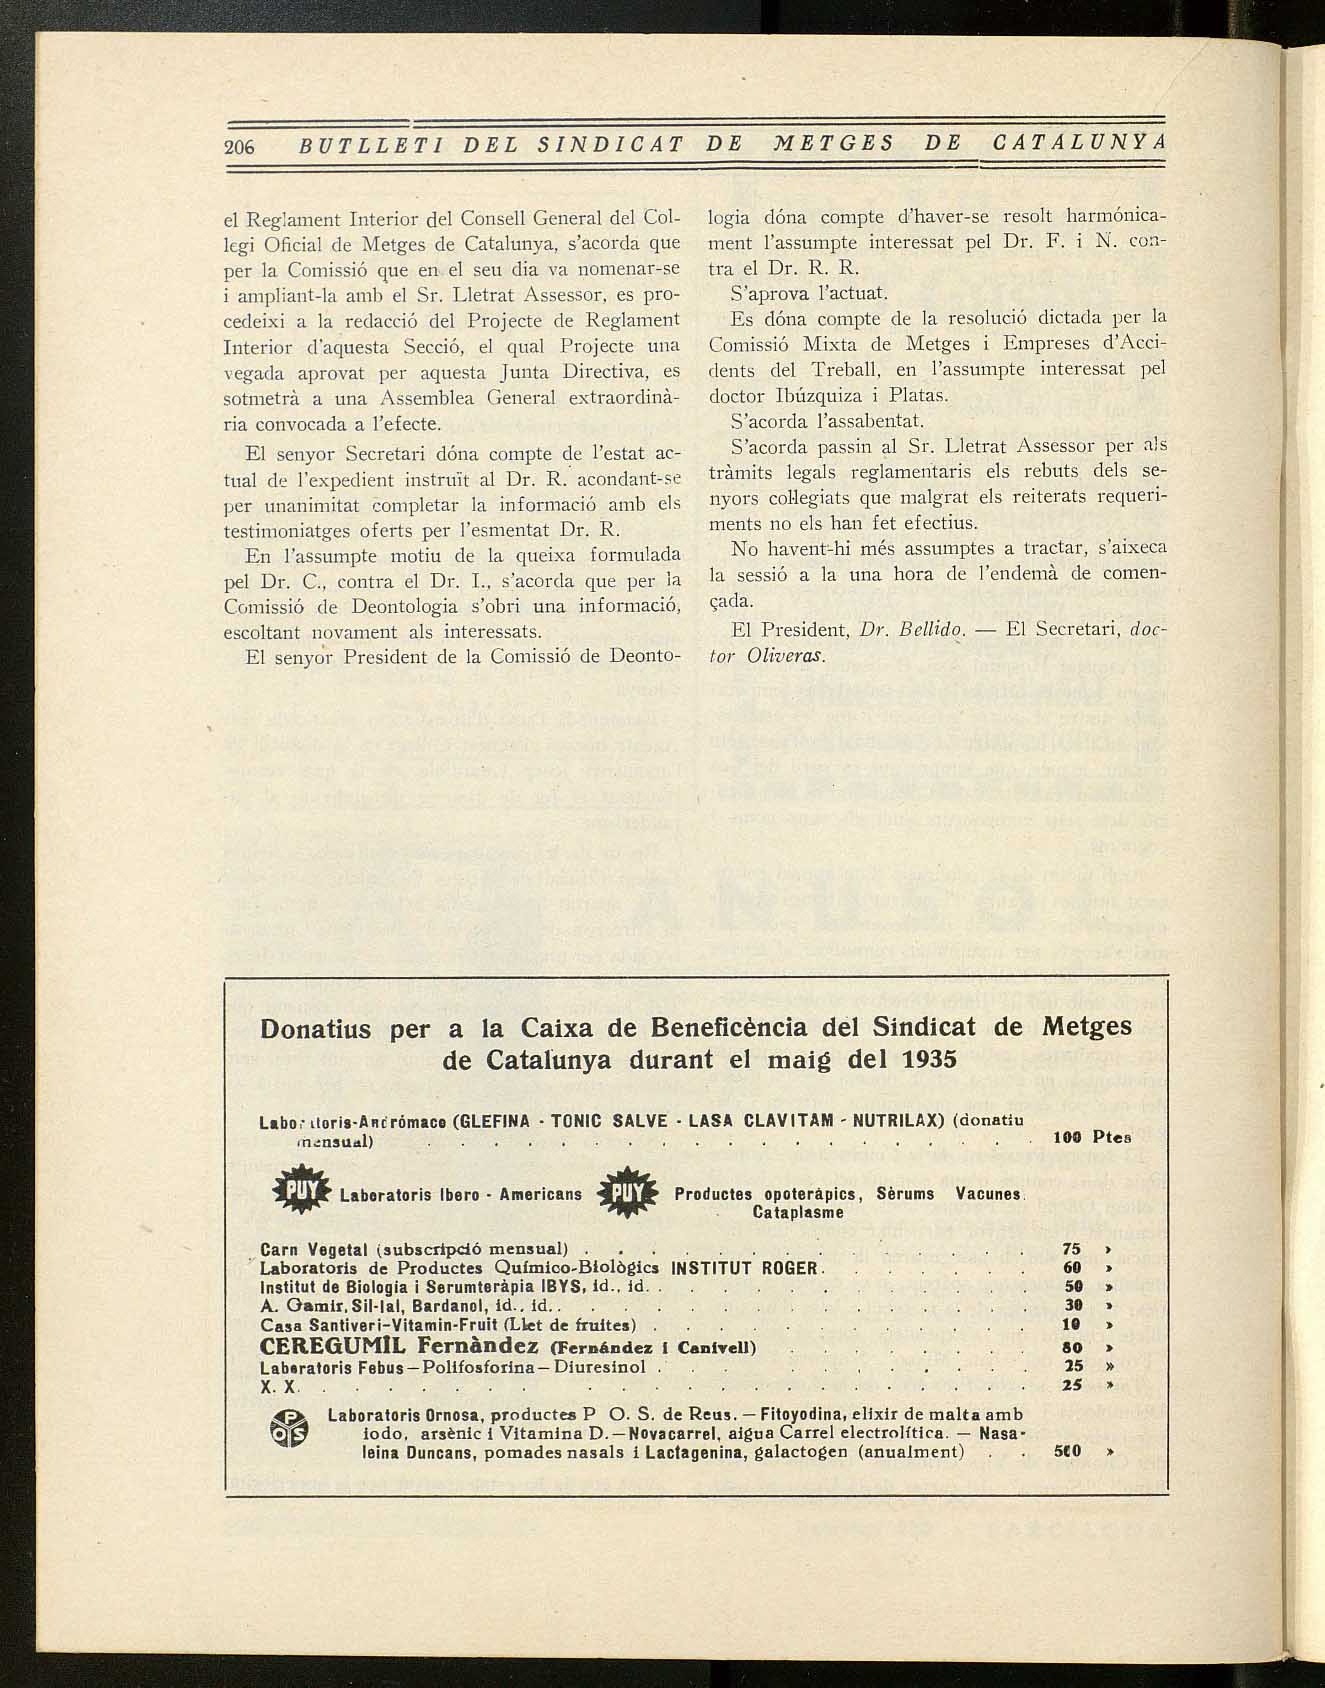 206 BUTLLETI DEL SINDICAT DE METGES DE CATALUNYA
el Reglament Interior del Consell General del Col-
legi Oficial de Metges de Catalunya, s'acorda que
per la Comissió que en el seu dia va nomenar-se
i ampliant-la amb el Sr. Lletrat Assessor, es pro-
cedeixi a la redacció del Projecte de Reglament
Interior d'aquesta Secció, el qual Projecte una
vegada aprovat per aquesta Junta Directiva, es
sotmetrà a una Assemblea General extraordinà-
ria convocada a l'efecte.
El senyor Secretari dóna compte de l'estat ac-
tual de l'expedient instruït al Dr. R. acondant-se
per unanimitat completar la informació amb els
testimoniatges oferts per l'esmentat Dr. R.
En l'assumpte motiu de la queixa formulada
pel Dr. C., contra el Dr. I., s'acorda que per la
Comissió de Deontologia s'obri una informació,
escoltant novament als interessats.
El senyor President de la Comissió de Deonto-
logia dóna compte d'haver-se resolt harmónica-
ment l'assumpte interessat pel Dr. F. i N. con-
tra el Dr. R. R.
S'aprova l'actuat.
Es dóna compte de la resolució dictada per la
Comissió Mixta de Metges i Empreses d'Acci-
dents del Treball, en l'assumpte interessat pel
doctor Ibúzquiza i Platas.
S'acorda l'assabentat.
S'acorda passin al Sr. Lletrat Assessor per als
tràmits legals reglamentaris els rebuts dels se-
nyors col·legiats que malgrat els reiterats requeri-
ments no els han fet efectius.
No havent-hi més assumptes a tractar, s'aixeca
la sessió a la una hora de l'endemà de comen-
çada.
El President, Dr. Bellido. — El Secretari, doc-
tor Oliveras.
Donatius per a la Caixa de Beneficència del Sindicat de Metges
de Catalunya durant el maig del 1935
Laboratoris-Andrómaco (GLEFINA - TONIC SALVE - LASA CLAVITAM - NUTRILAX) (donatiu
mensual) . . . . . . . . . . . . . . . . . . . 100 Ptes
PUY Laboratoris Ibero - Americans PUY Productes opoteràpics, Sèrums Vacunes.
Cataplasme
Carn Vegetal (subscripció mensual) . . . . . . . . . . . . . . 75 »
Laboratoris de Productes Químico-Biològics INSTITUT ROGER. . . . . . . 60 »
Institut de Biologia i Serumteràpia IBYS, id., id. . . . . . . . . . . . . 50 »
A. Gamir, Sil-lal, Bardanol, id., id. . . . . . . . . . . . . . . . 30 »
Casa Santiveri-Vitamin-Fruit (Llet de fruites) . . . . . . . . . . . . 10 »
CEREGUMIL Fernàndez (Fernández i Canivell) . . . . . . . . 80 »
Laboratoris Febus—Polifosforina—Diuresinol . . . . . . . . . . . 25 »
X. X. . . . . . . . . . . . . . . . . . . . . . . 25 »
POS Laboratoris Ornosa, productes P O. S. de Reus. — Fitoyodina, elixir de malta amb
iodo, arsènic i Vitamina D.—Novacarrel, aigua Carrel electrolítica. — Nasa-
leina Duncans, pomades nasals i Lactagenina, galactogen (anualment) . . 500 »